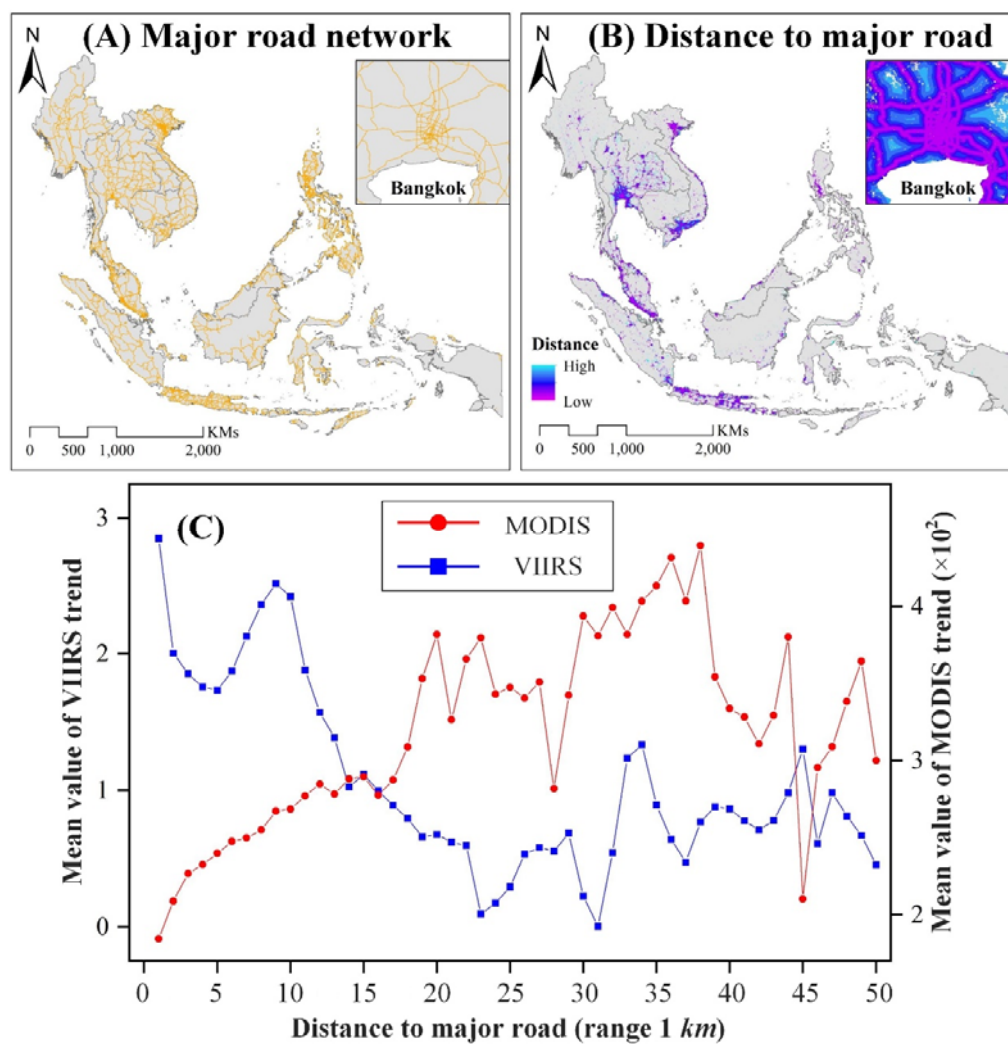 (A) Major road network
N
Bangkok
KMs
0 500 1,000 2,000
(B) Distance to major road
N
Bangkok
Distance
High
Low
KMs
0 500 1,000 2,000
(C)
MODIS
VIIRS
Mean value of VIIRS trend
3
2
1
0
Mean value of MODIS trend (×10²)
4
3
2
0 5 10 15 20 25 30 35 40 45 50
Distance to major road (range 1 km)